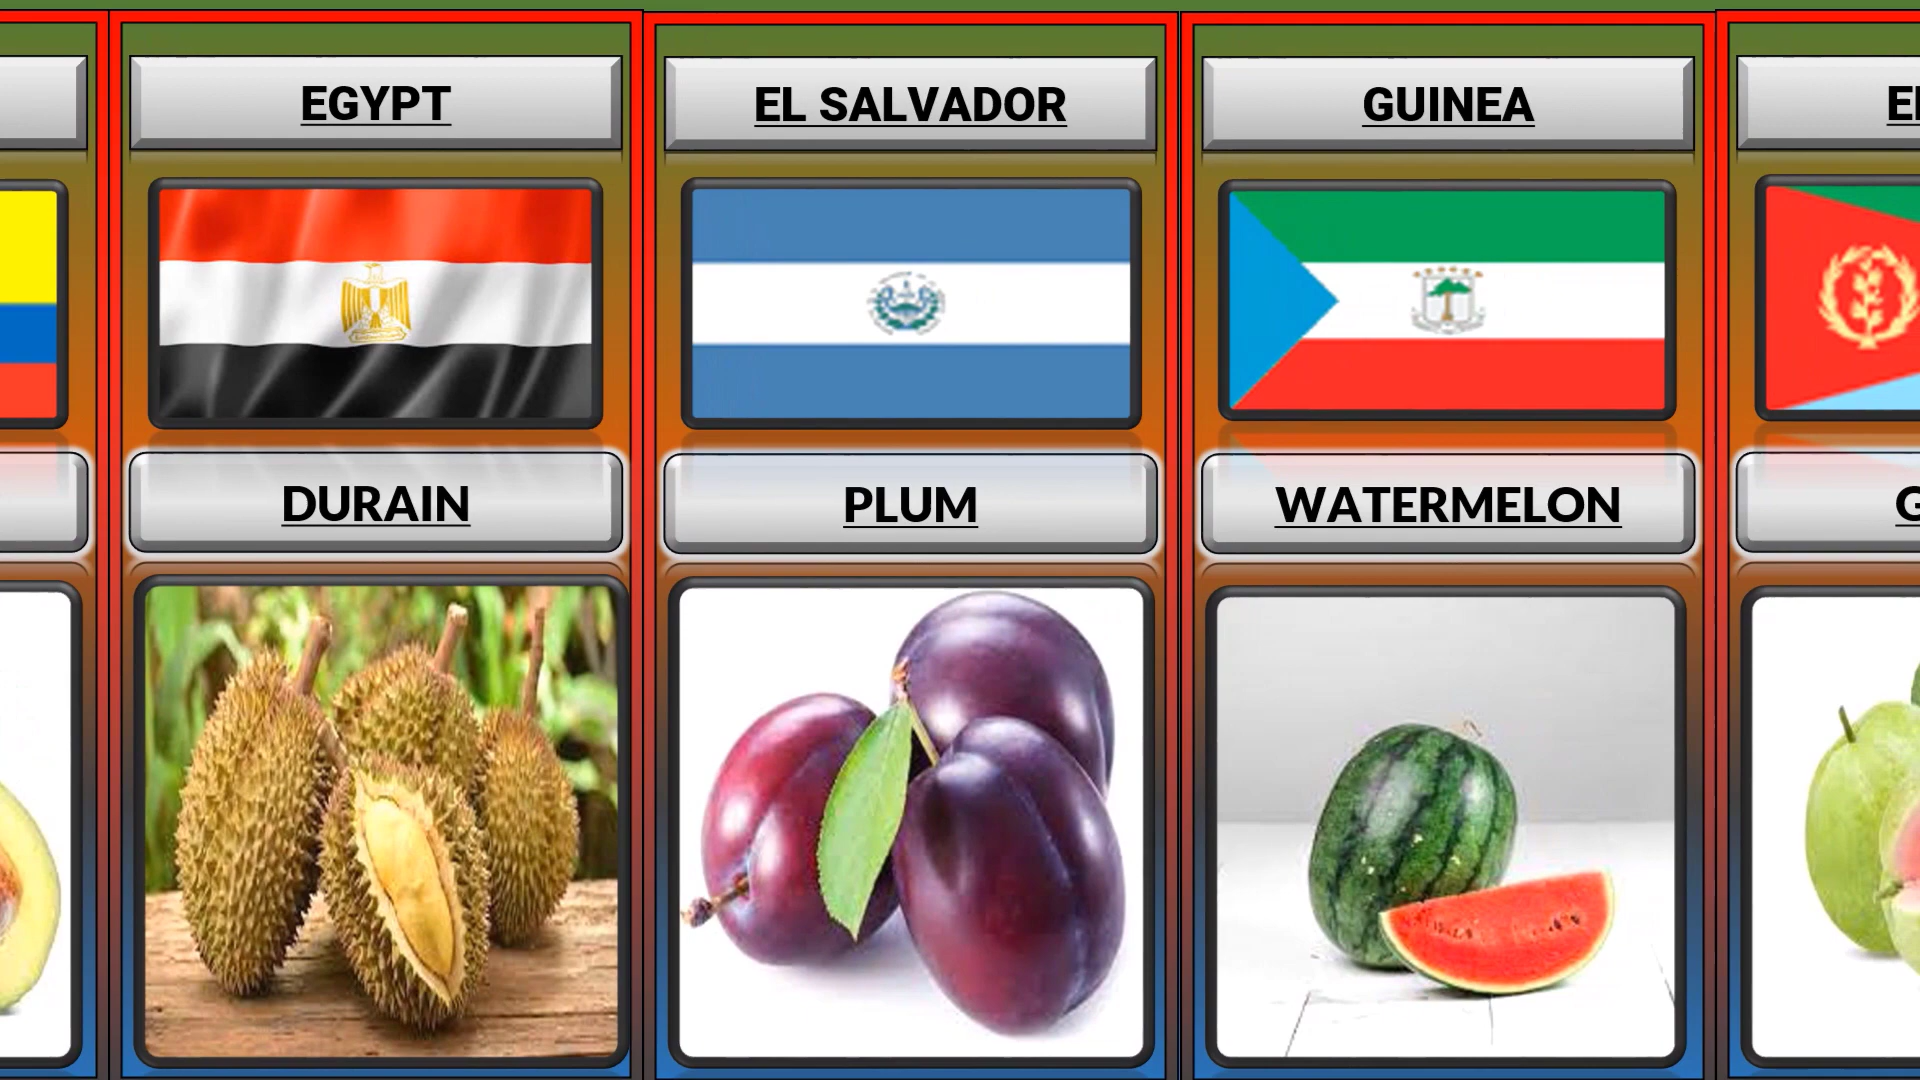 EGYPT
EL SALVADOR
GUINEA
DURAIN
PLUM
WATERMELON